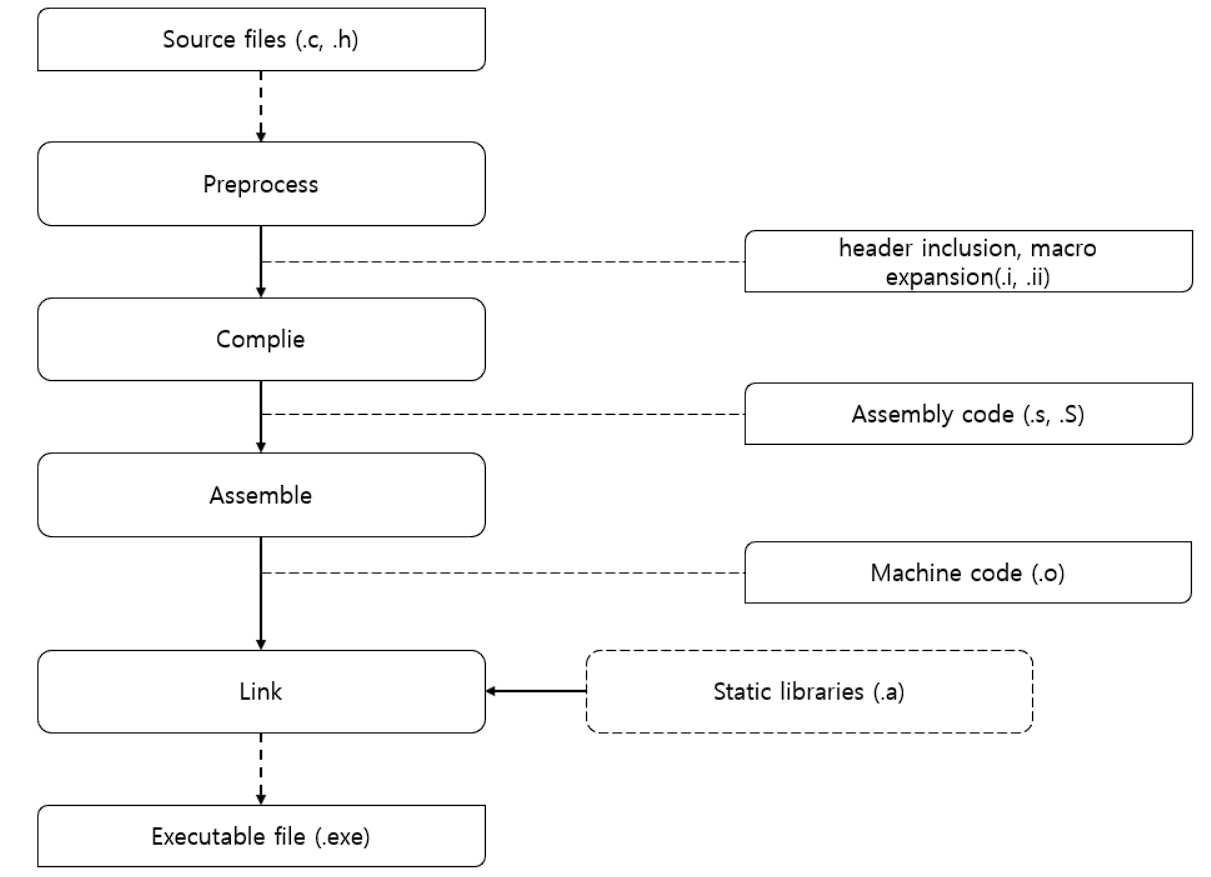 Source files (.c, .h)
Preprocess
header inclusion, macro
expansion(.i, .ii)
Complie
Assembly code (.s, .S)
Assemble
Machine code (.o)
Link
Static libraries (.a)
Executable file (.exe)